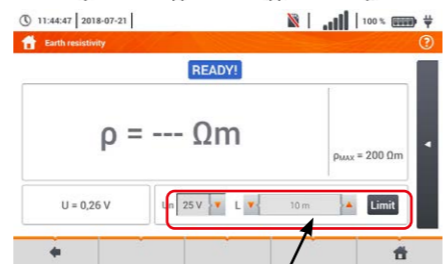 11:44:47 2018-07-21 100 %
Earth resistivity
READY!
ρ = --- Ωm
ρMAX = 200 Ωm
U = 0,26 V
Un 25 V L 10 m Limit